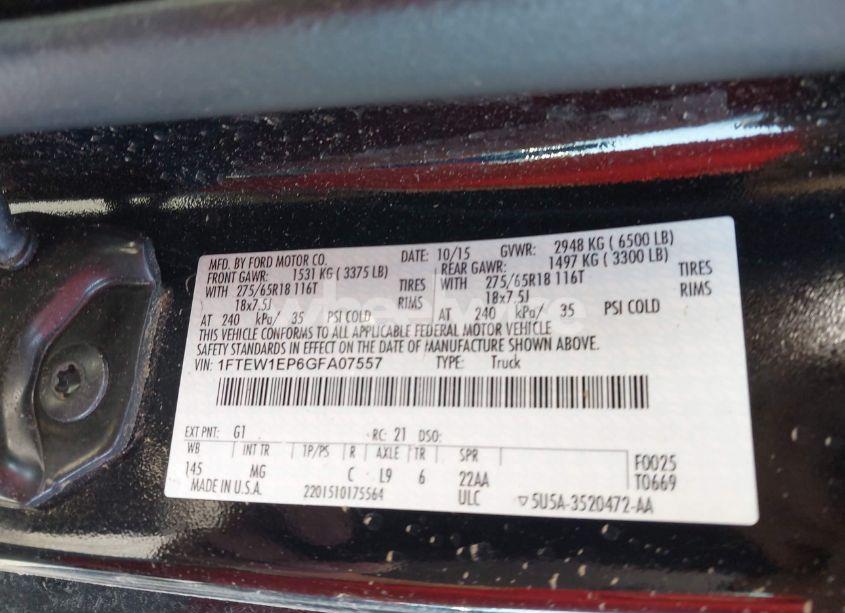 MFD. BY FORD MOTOR CO. DATE: 10/15 GVWR: 2948 KG ( 6500 LB)
FRONT GAWR: 1531 KG ( 3375 LB) REAR GAWR: 1497 KG ( 3300 LB)
WITH 275/65R18 116T TIRES WITH 275/65R18 116T TIRES
18x7.5J RIMS 18x7.5J RIMS
AT 240 kPa/ 35 PSI COLD AT 240 kPa/ 35 PSI COLD
THIS VEHICLE CONFORMS TO ALL APPLICABLE FEDERAL MOTOR VEHICLE
SAFETY STANDARDS IN EFFECT ON THE DATE OF MANUFACTURE SHOWN ABOVE.
VIN: 1FTEW1EP6GFA07557 TYPE: Truck
EXT PNT: G1 RC: 21 DSO:
WB INT TR TP/PS R AXLE TR SPR F0025
145 MG C L9 6 22AA T0669
MADE IN U.S.A. 2201510175564 ULC ▽5U5A-3520472-AA